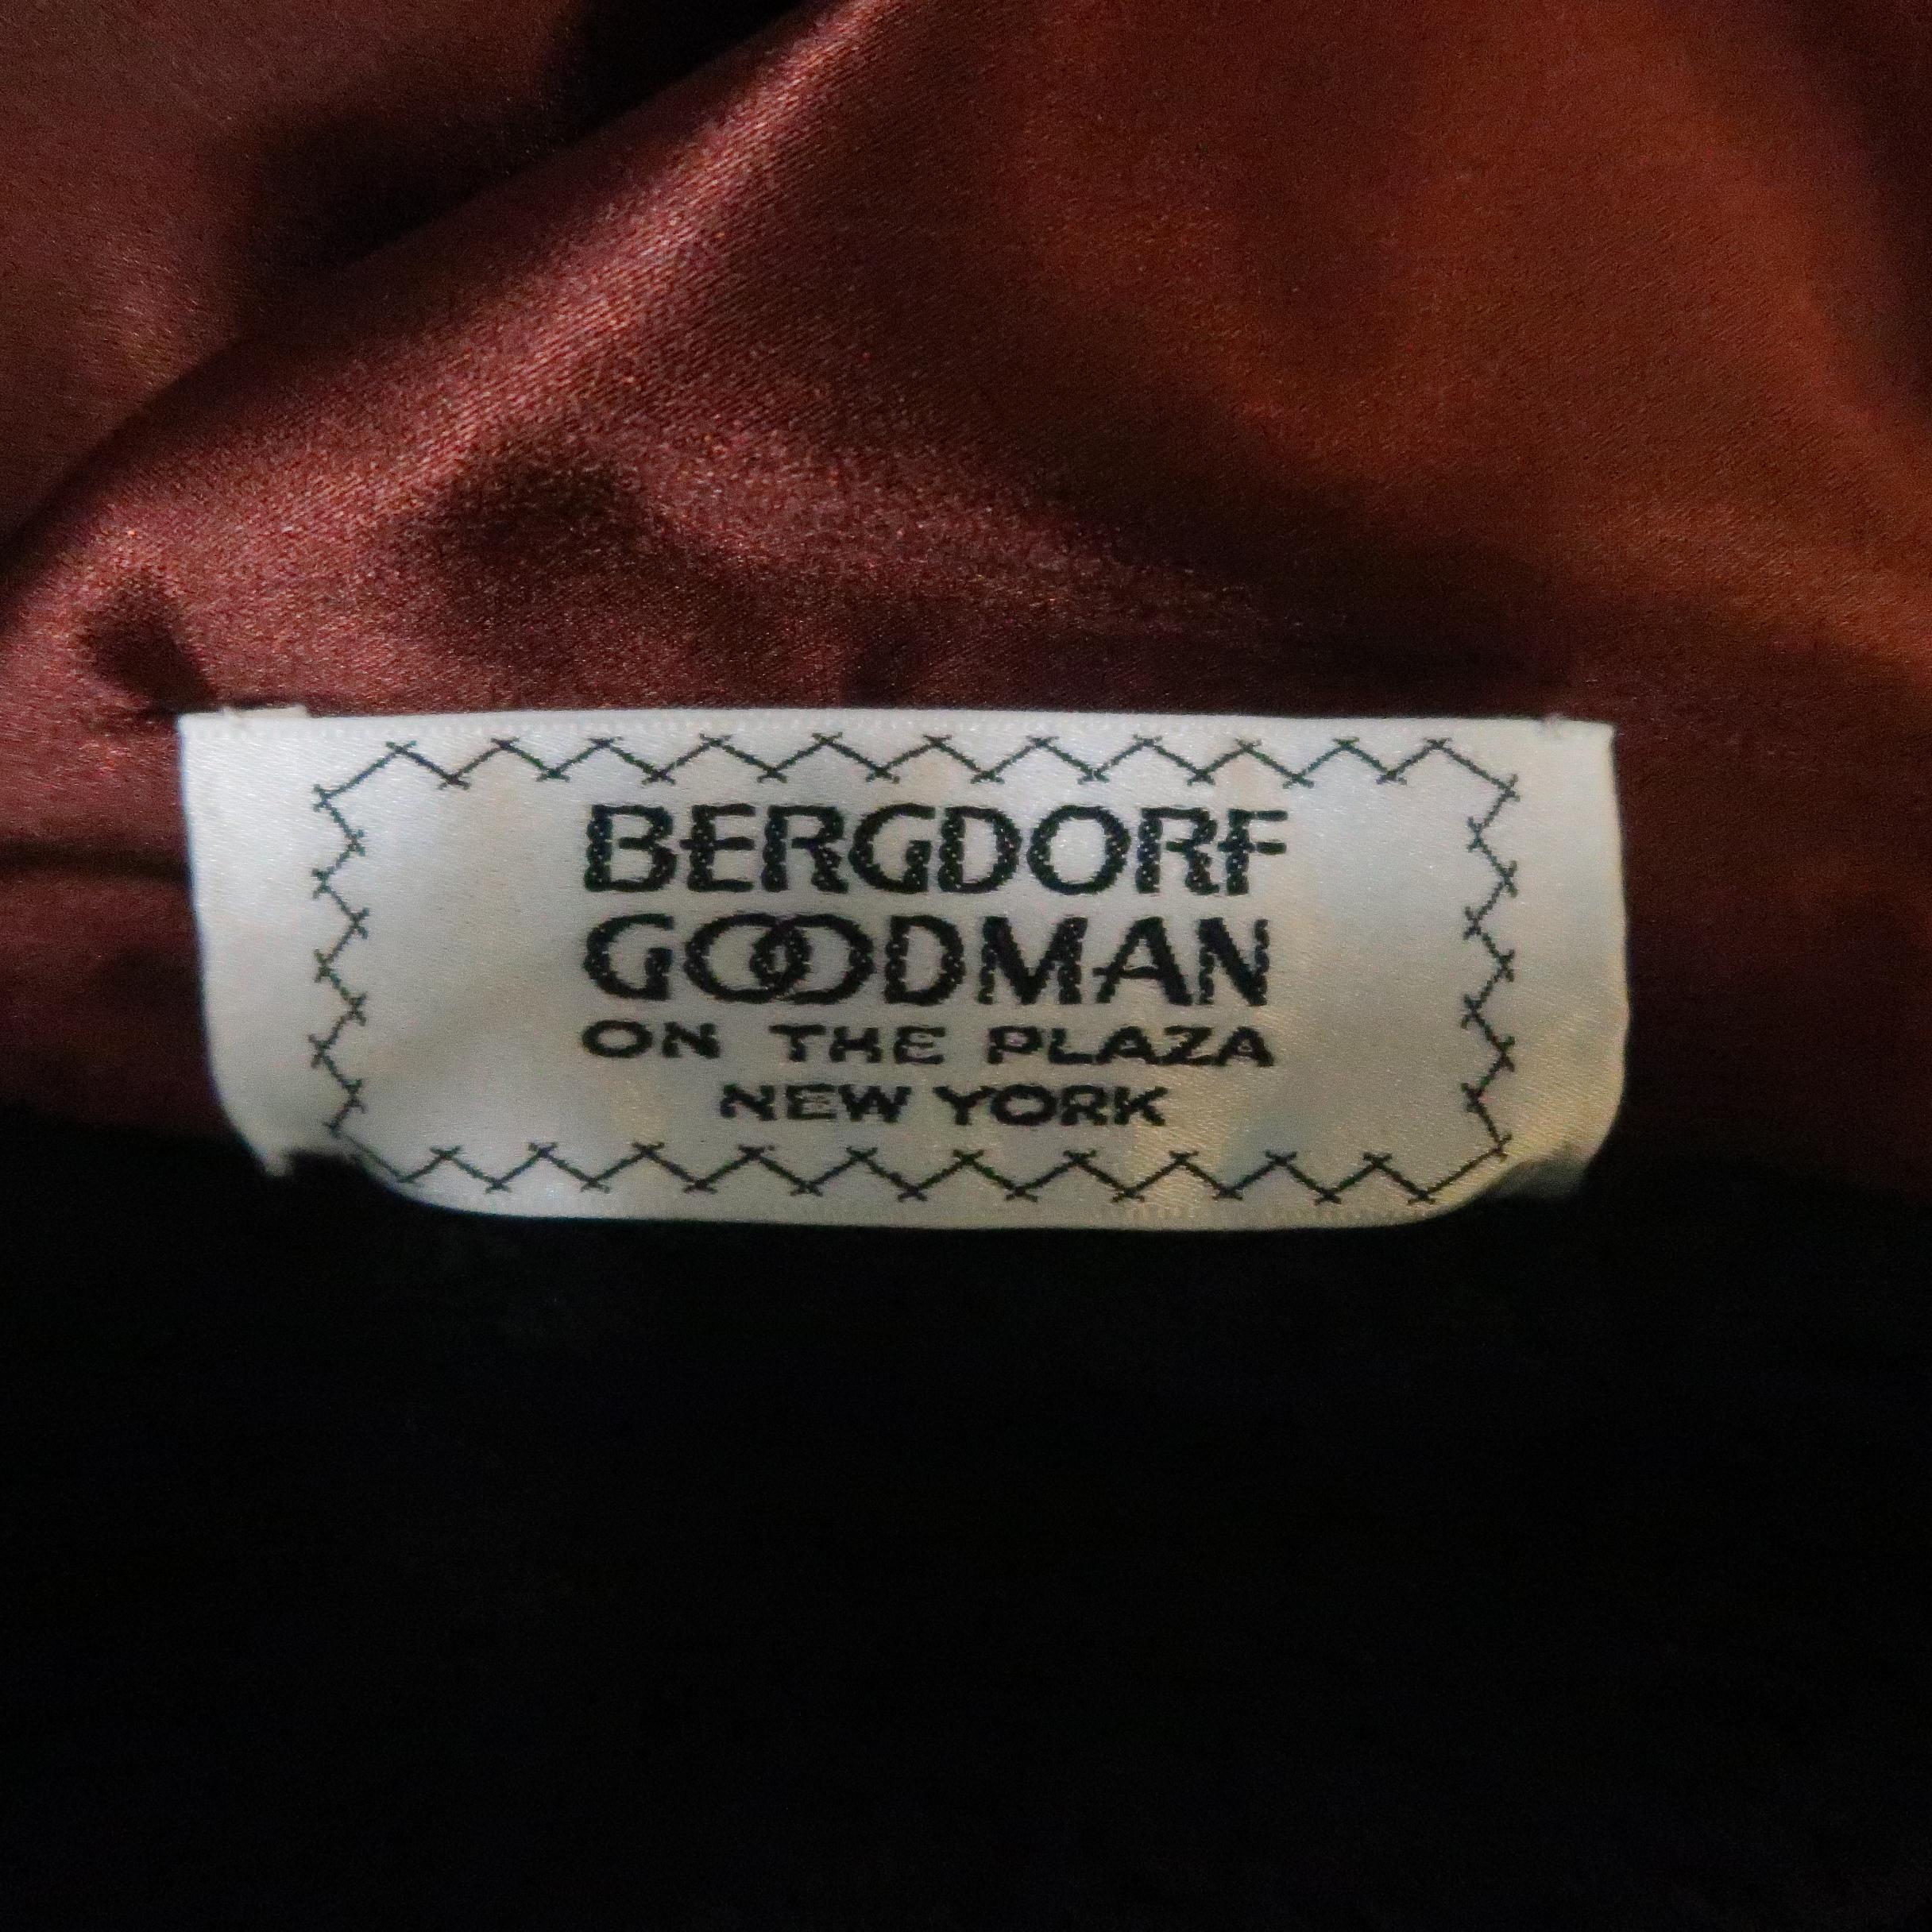 BERGDORF
GOODMAN
ON THE PLAZA
NEW YORK